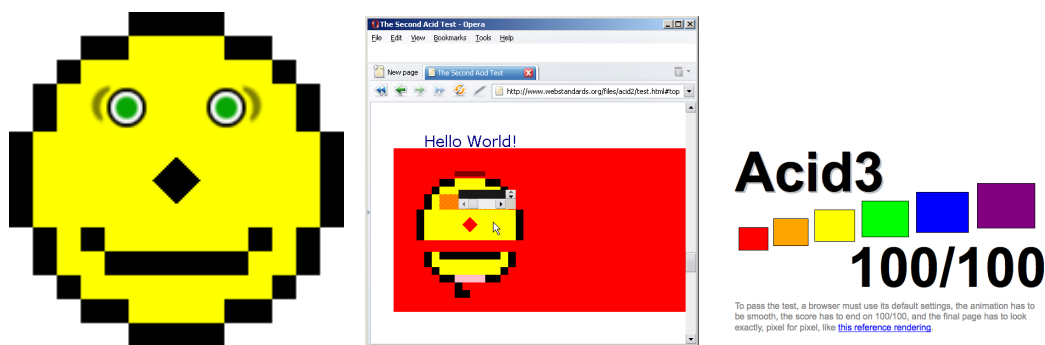 The Second Acid Test - Opera
File Edit View Bookmarks Tools Help
New page The Second Acid Test
http://www.webstandards.org/files/acid2/test.html#top
Hello World!
Acid3
100/100
To pass the test, a browser must use its default settings, the animation has to
be smooth, the score has to end on 100/100, and the final page has to look
exactly, pixel for pixel, like this reference rendering.